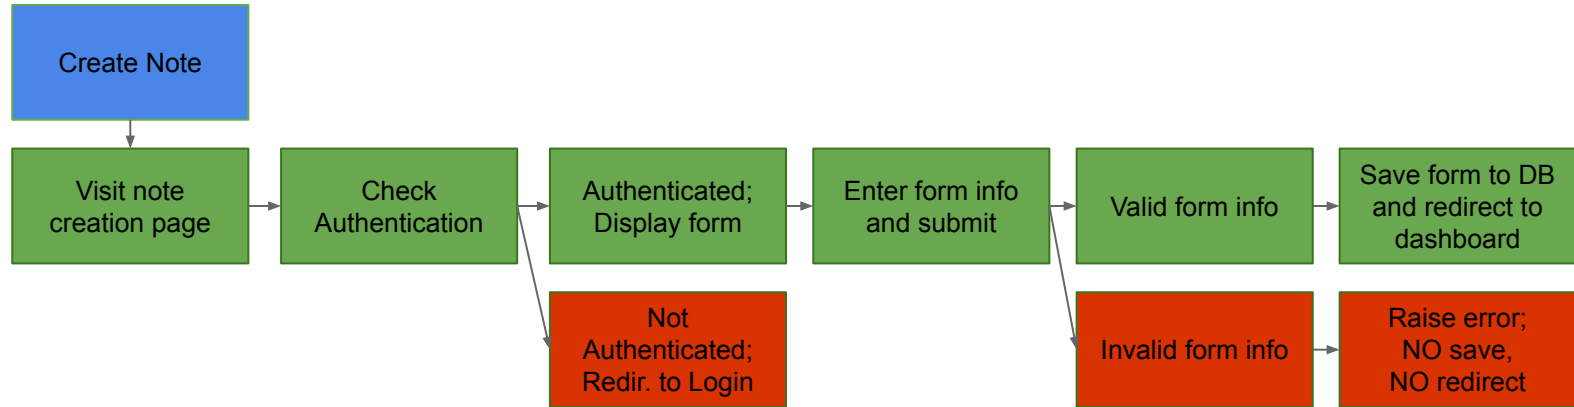 Create Note
Visit note
creation page
Check
Authentication
Authenticated;
Display form
Enter form info
and submit
Valid form info
Save form to DB
and redirect to
dashboard
Not
Authenticated;
Redir. to Login
Invalid form info
Raise error;
NO save,
NO redirect